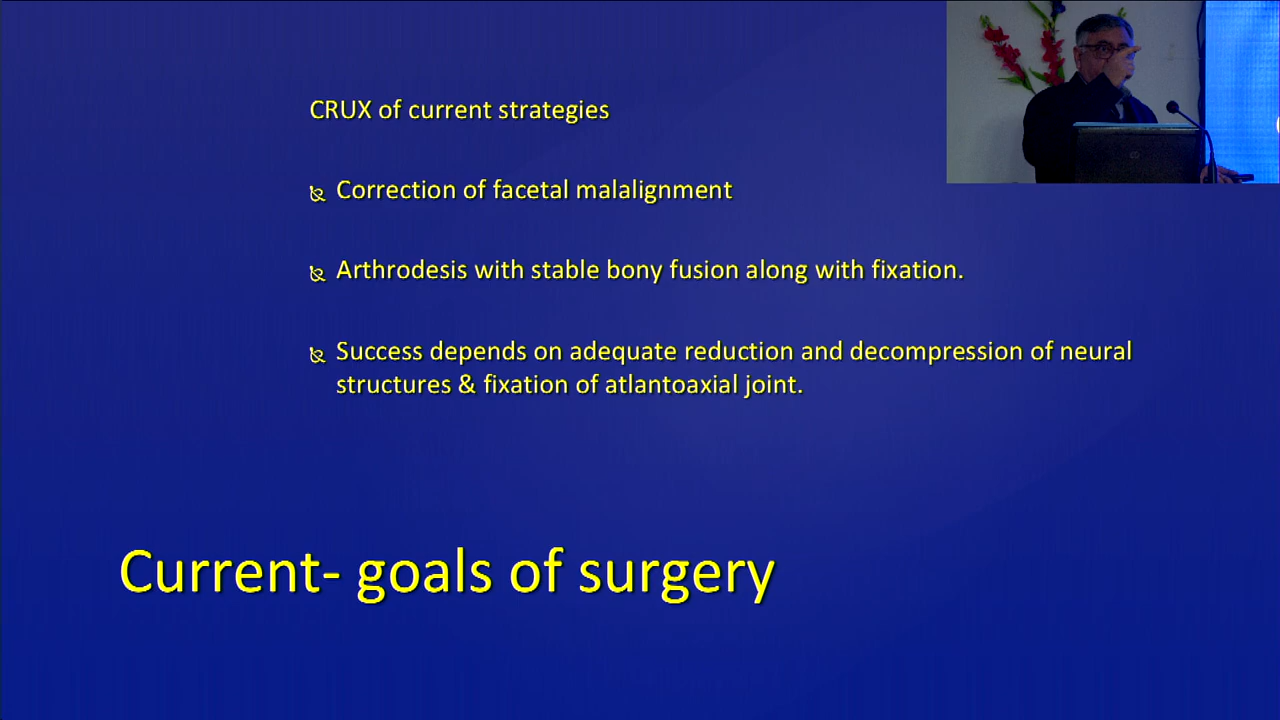 CRUX of current strategies
Correction of facetal malalignment
Arthrodesis with stable bony fusion along with fixation.
Success depends on adequate reduction and decompression of neural
structures & fixation of atlantoaxial joint.
Current- goals of surgery